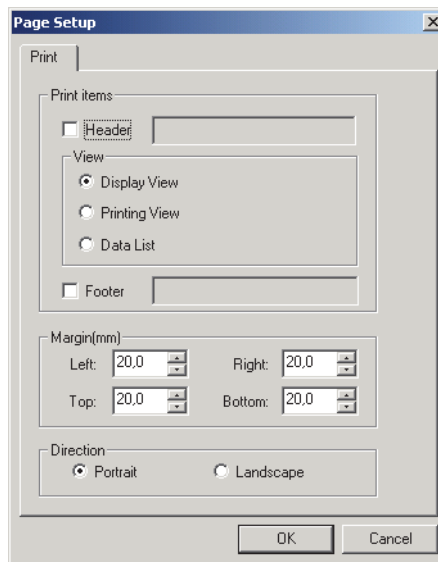 Page Setup
Print
Print items
Header
View
Display View
Printing View
Data List
Footer
Margin(mm)
Left: 20,0 Right: 20,0
Top: 20,0 Bottom: 20,0
Direction
Portrait Landscape
OK Cancel